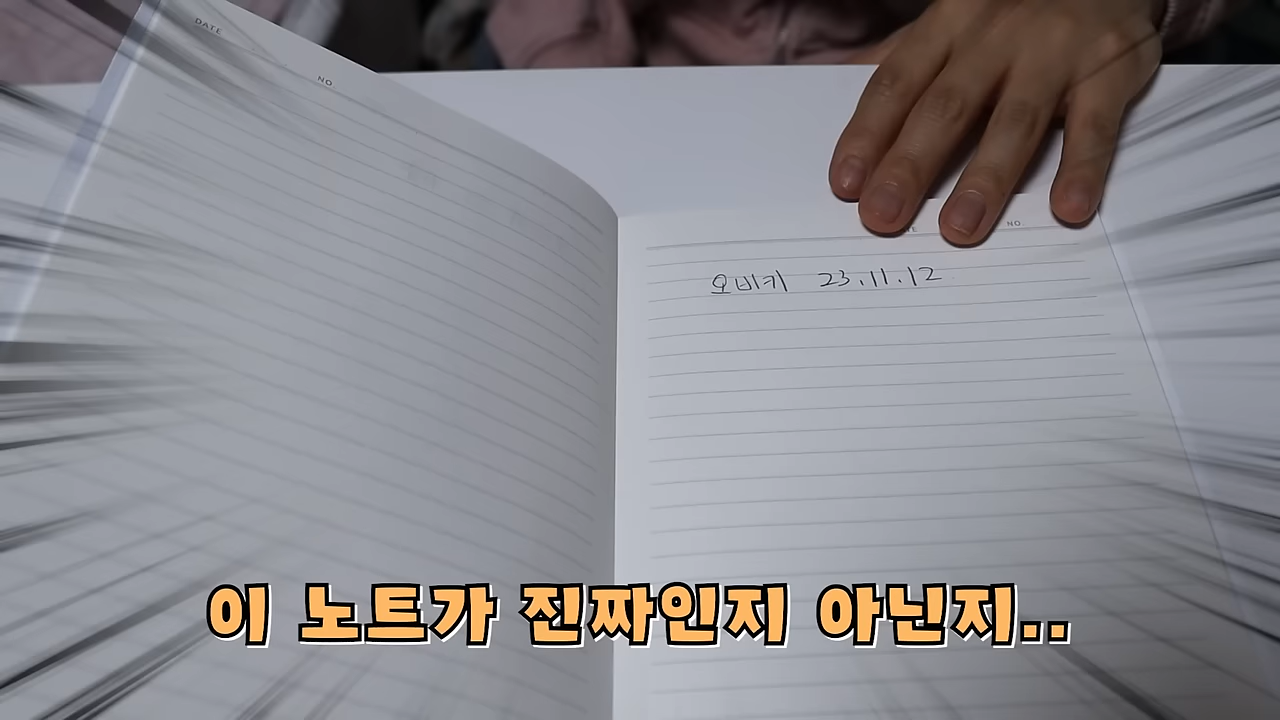 DATE
NO
NO.
오비키 23.11.12
이 노트가 진짜인지 아닌지..